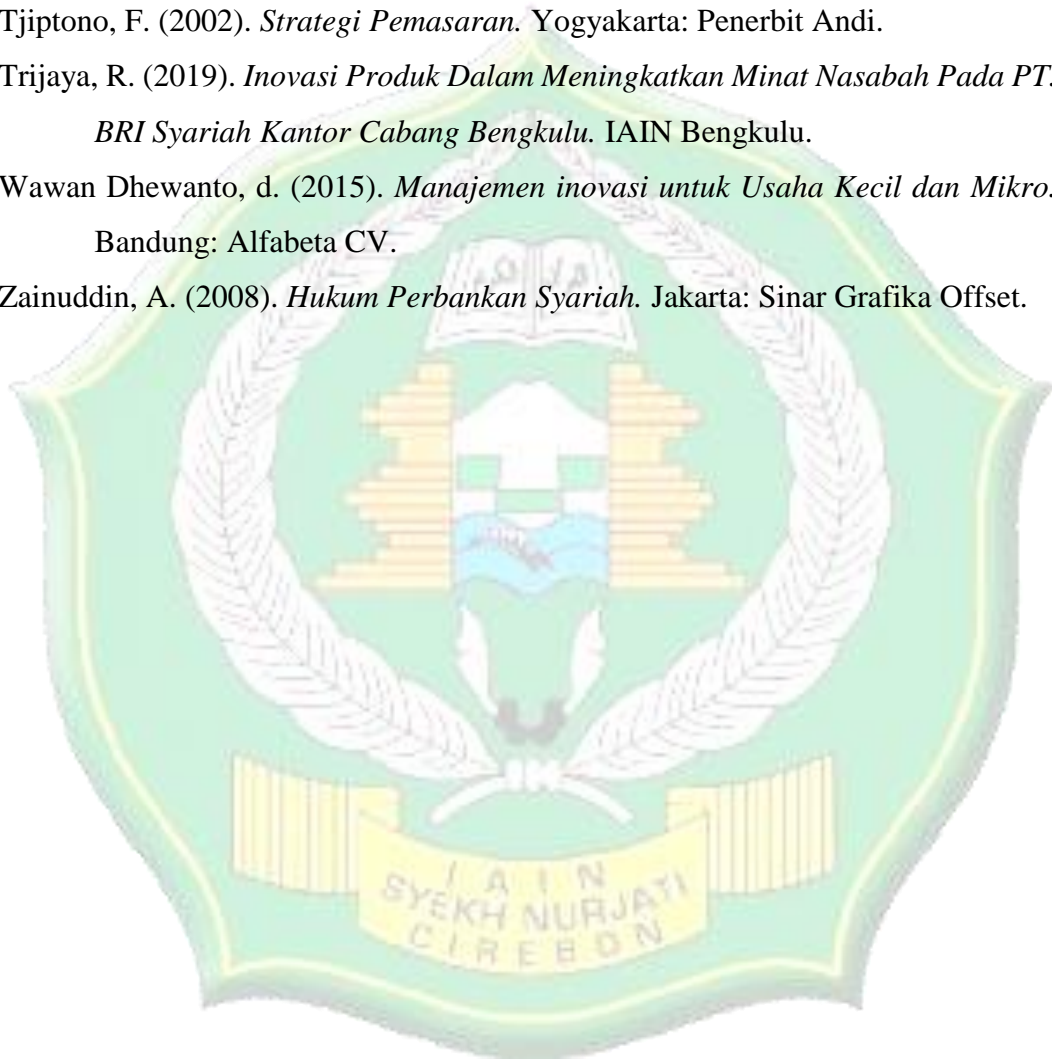 Tjiptono, F. (2002). Strategi Pemasaran. Yogyakarta: Penerbit Andi.
Trijaya, R. (2019). Inovasi Produk Dalam Meningkatkan Minat Nasabah Pada PT.
BRI Syariah Kantor Cabang Bengkulu. IAIN Bengkulu.
Wawan Dhewanto, d. (2015). Manajemen inovasi untuk Usaha Kecil dan Mikro.
Bandung: Alfabeta CV.
Zainuddin, A. (2008). Hukum Perbankan Syariah. Jakarta: Sinar Grafika Offset.
IAIN
SYEKH NURJATI
CIREBON